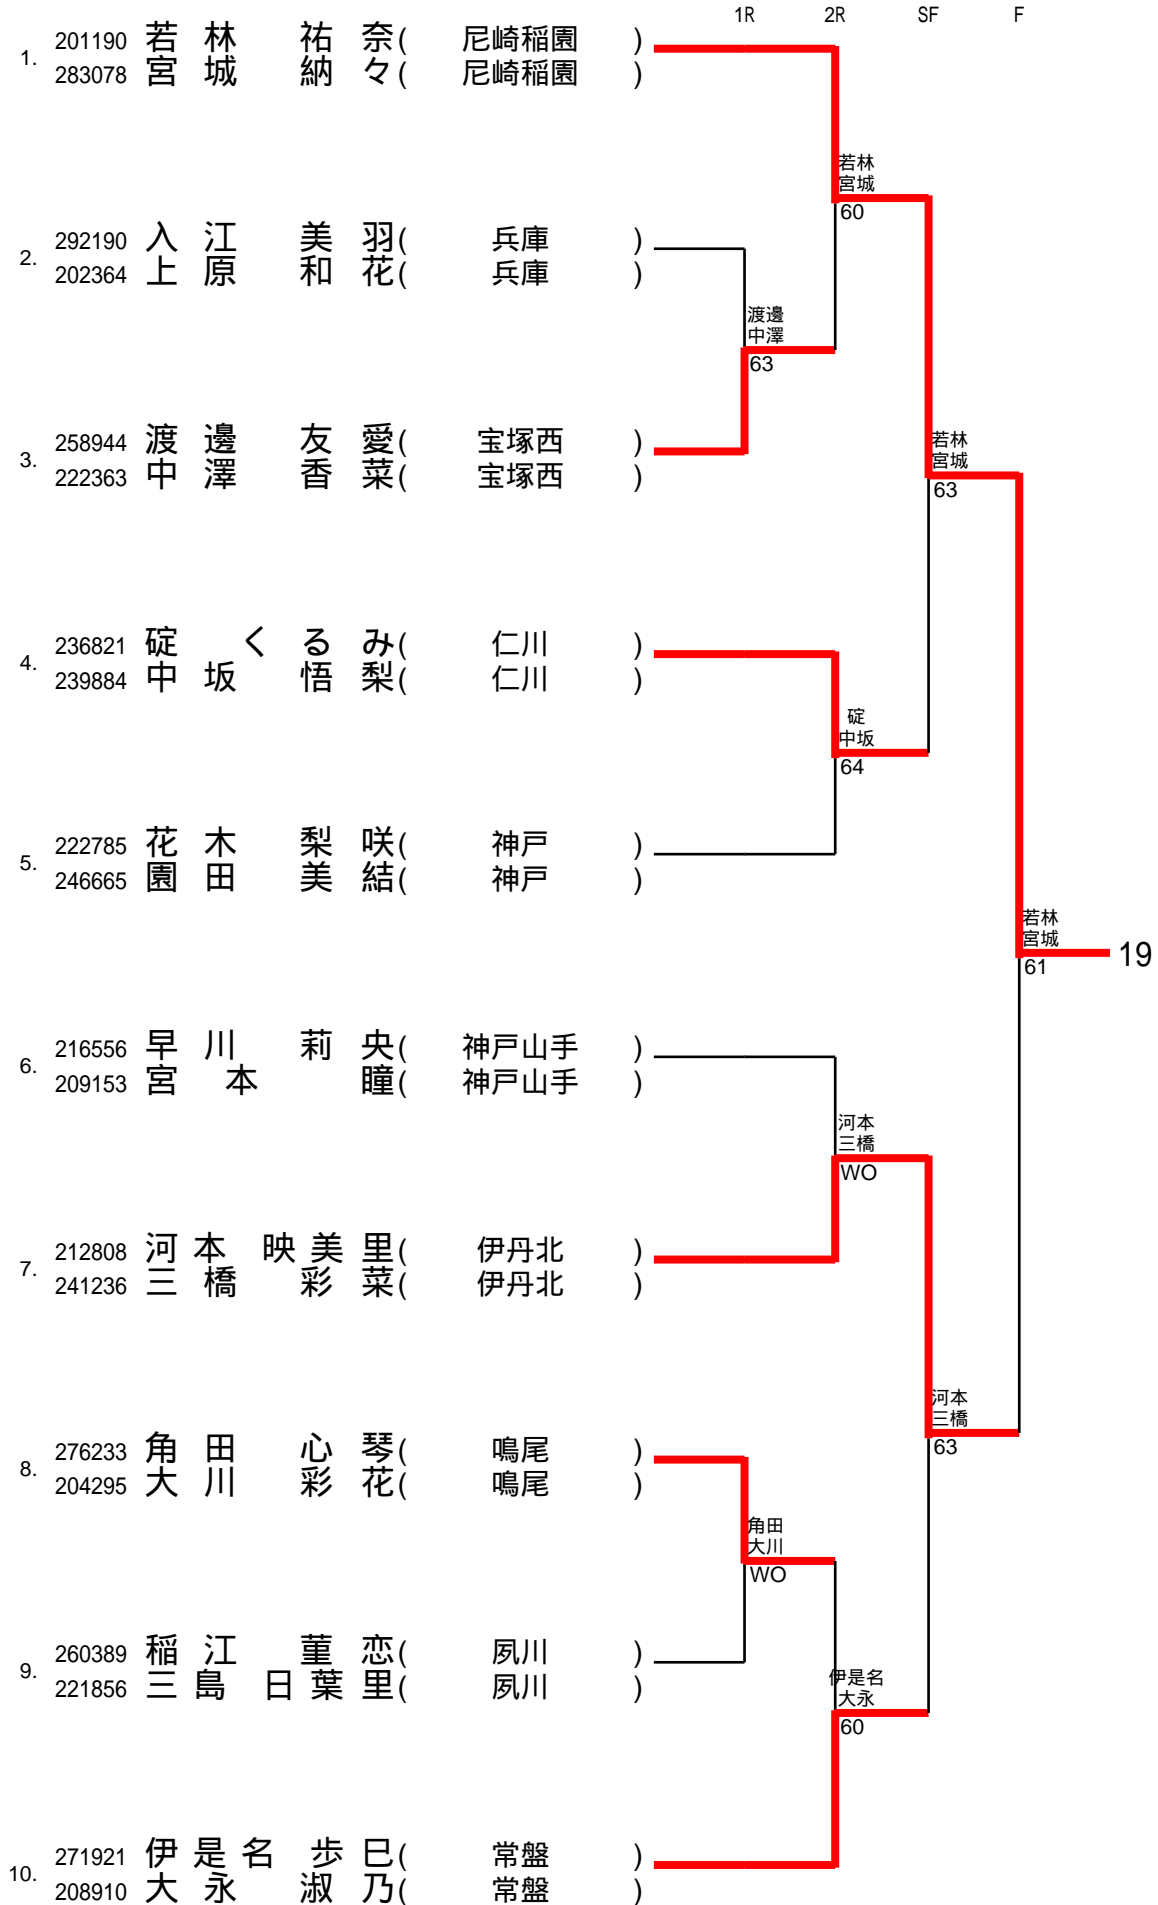 1R 2R SF F
1. 201190 若林 祐奈( 尼崎稲園 )
283078 宮城 納々( 尼崎稲園 )
若林
宮城
60
2. 292190 入江 美羽( 兵庫 )
202364 上原 和花( 兵庫 )
渡邊
中澤
63
3. 258944 渡邊 友愛( 宝塚西 )
222363 中澤 香菜( 宝塚西 )
若林
宮城
63
4. 236821 碇 くるみ( 仁川 )
239884 中坂 悟梨( 仁川 )
碇
中坂
64
5. 222785 花木 梨咲( 神戸 )
246665 園田 美結( 神戸 )
若林
宮城
61
19
6. 216556 早川 莉央( 神戸山手 )
209153 宮本 瞳( 神戸山手 )
河本
三橋
WO
7. 212808 河本 映美里( 伊丹北 )
241236 三橋 彩菜( 伊丹北 )
河本
三橋
63
8. 276233 角田 心琴( 鳴尾 )
204295 大川 彩花( 鳴尾 )
角田
大川
WO
9. 260389 稲江 菫恋( 夙川 )
221856 三島 日葉里( 夙川 )
伊是名
大永
60
10. 271921 伊是名 歩巳( 常盤 )
208910 大永 淑乃( 常盤 )